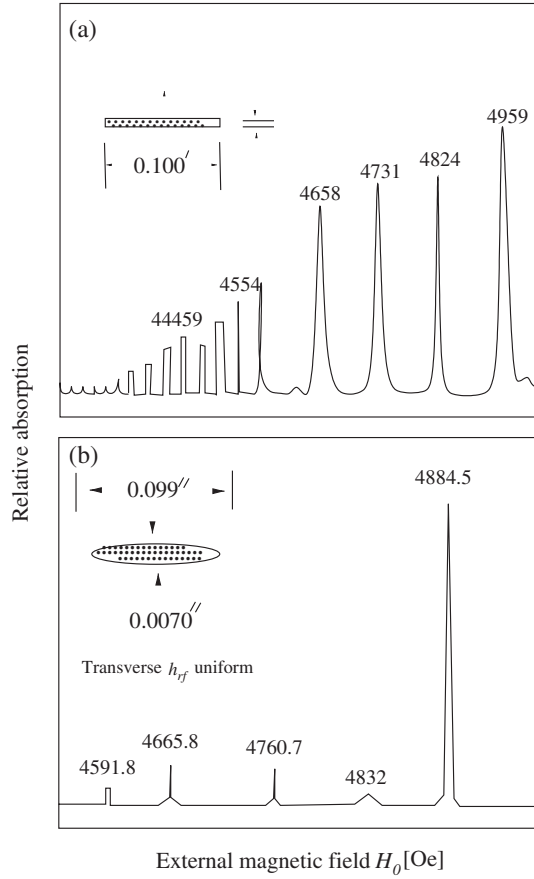 (a)
4959
4824
4731
4658
0.100′
4554
44459
Relative absorption
(b)
4884.5
0.099″
0.0070″
Transverse h_rf uniform
4665.8
4760.7
4591.8
4832
External magnetic field H_0[Oe]